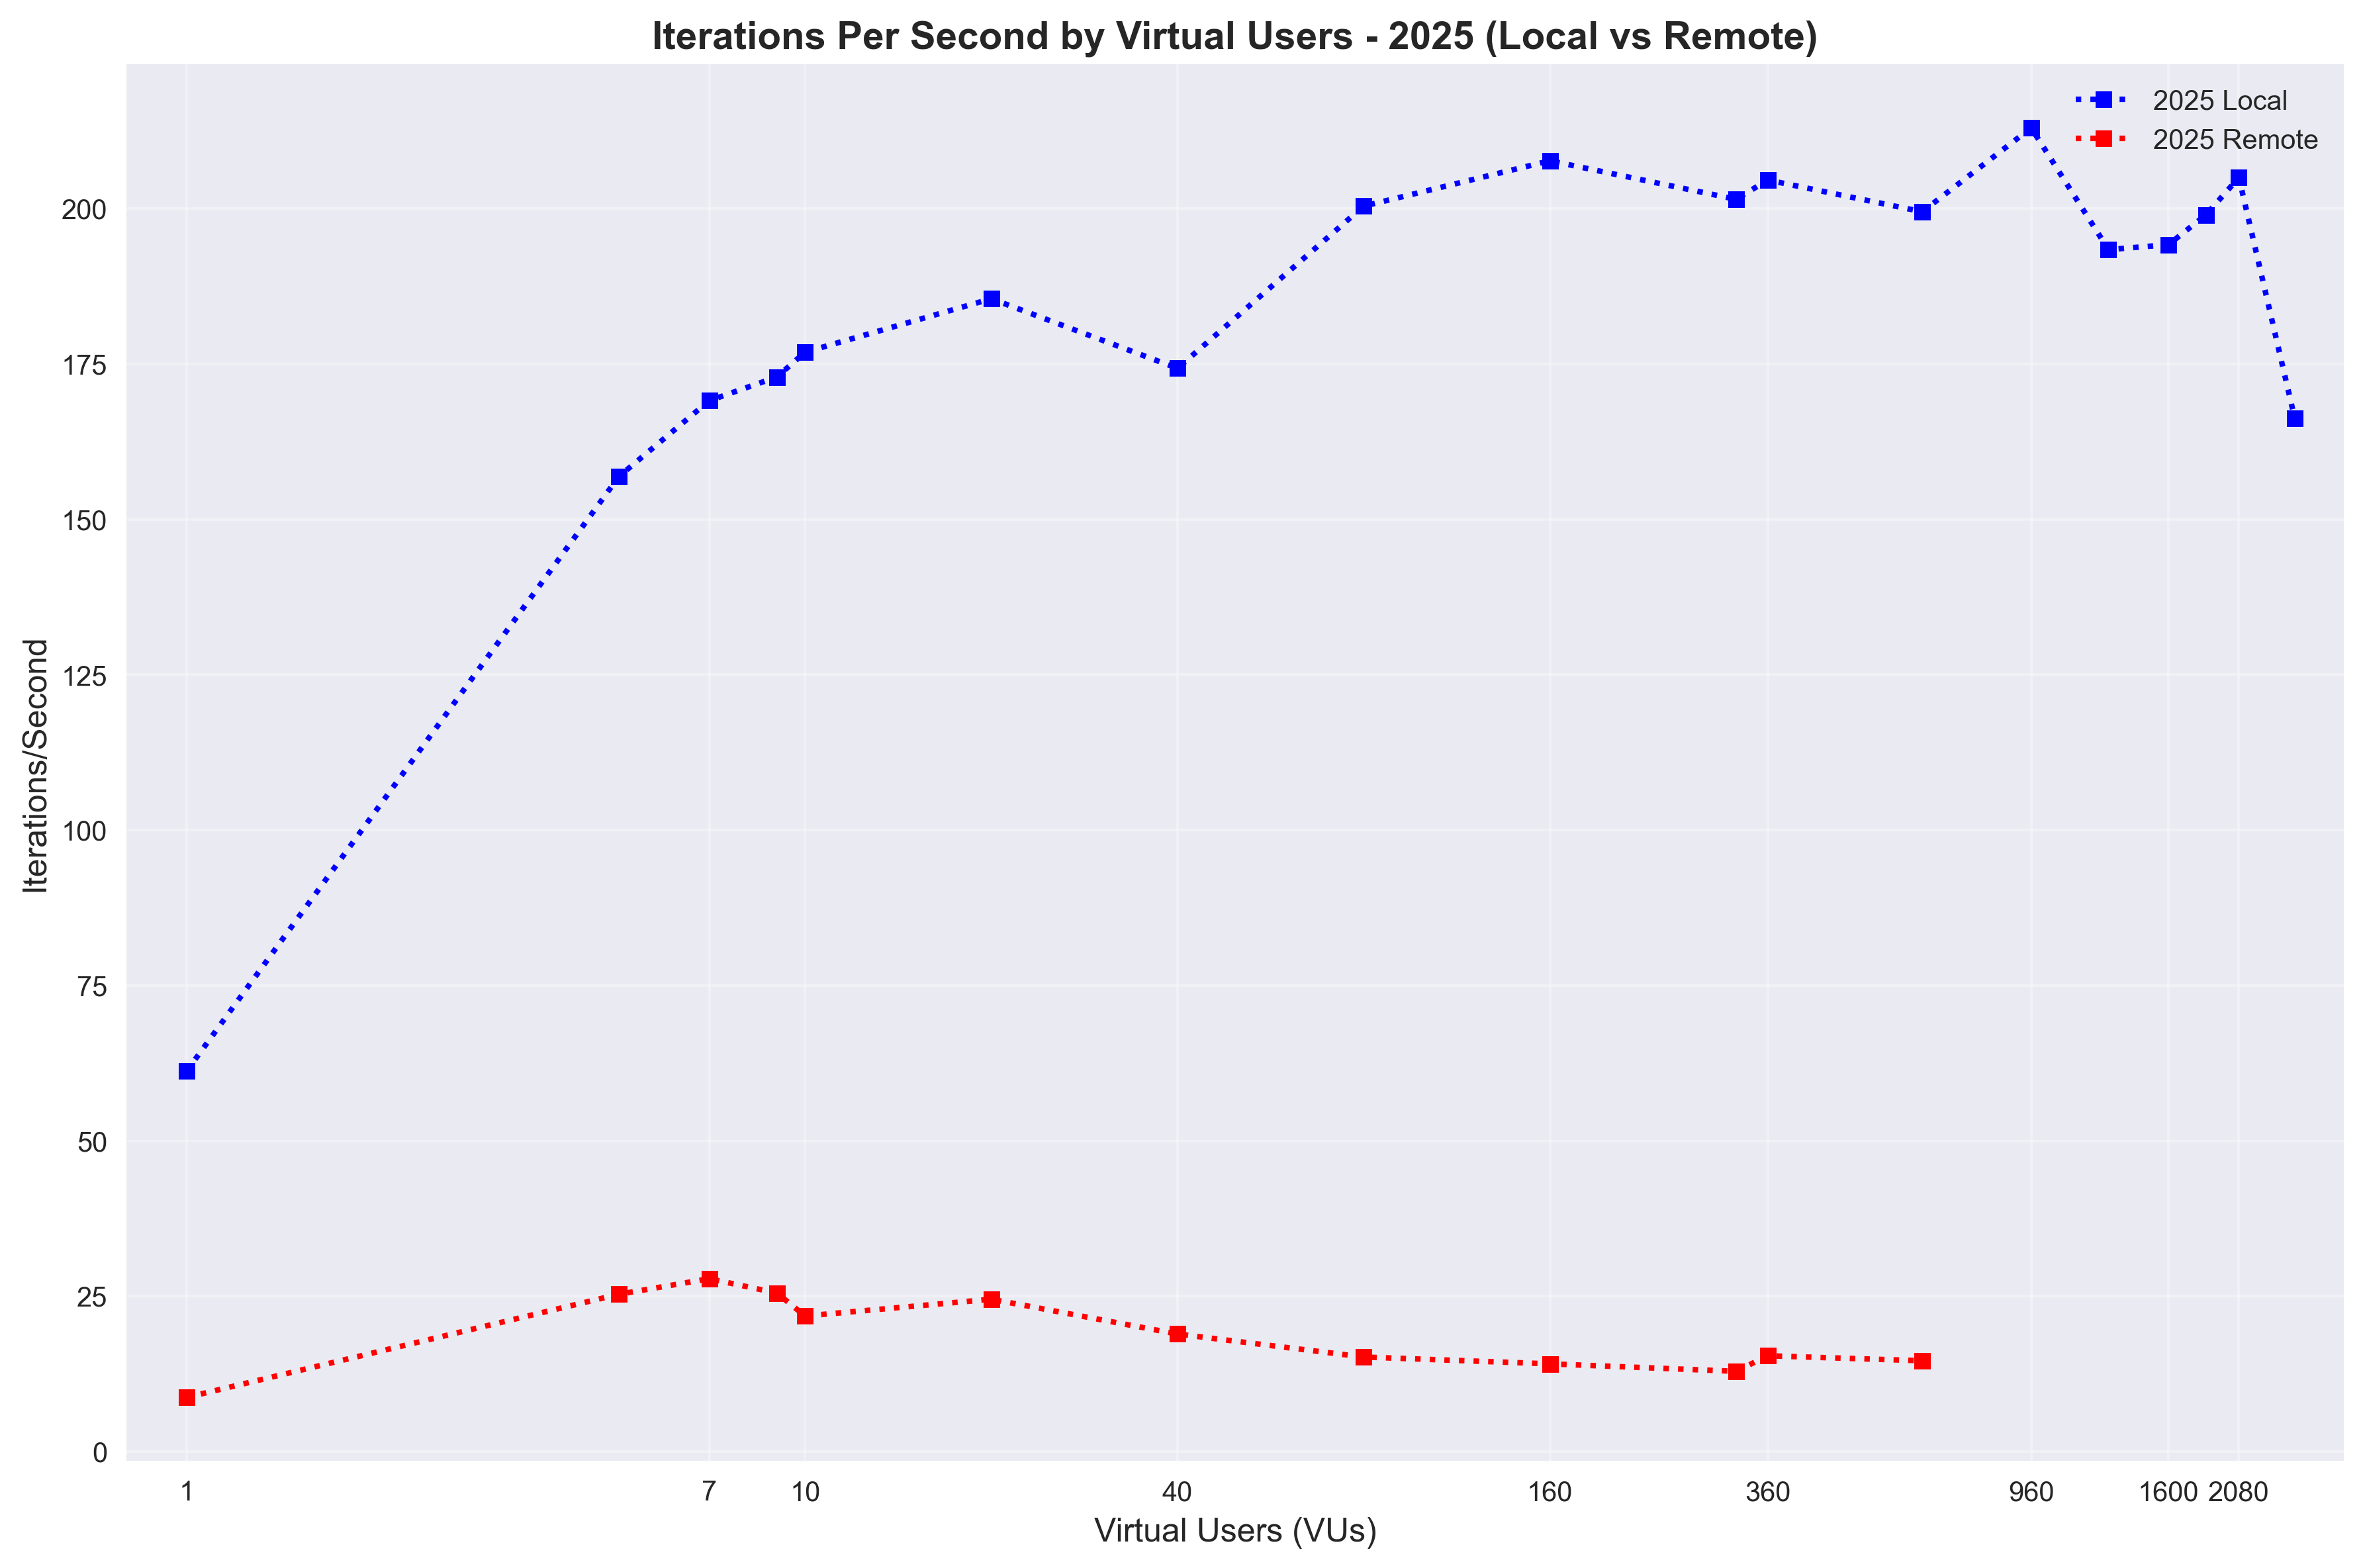 Iterations Per Second by Virtual Users - 2025 (Local vs Remote)
2025 Local
2025 Remote
Iterations/Second
200
175
150
125
100
75
50
25
0
1 7 10 40 160 360 960 1600 2080
Virtual Users (VUs)